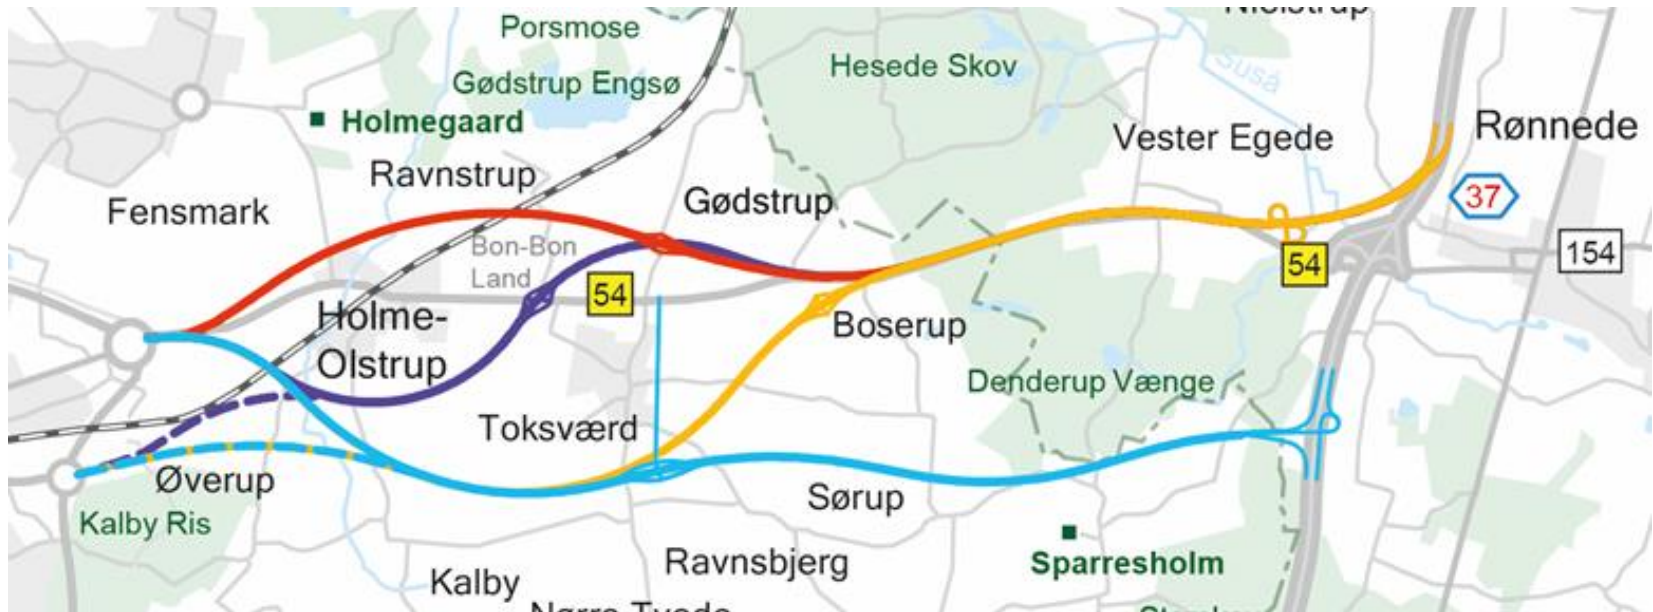 Porsmose
Gødstrup Engsø
Hesede Skov
Suså
Holmegaard
Vester Egede
Rønnede
Ravnstrup
Fensmark
Gødstrup
37
Bon-Bon
Land
54
54
154
Holme-
Olstrup
Boserup
Denderup Vænge
Toksværd
Øverup
Sørup
Kalby Ris
Sparresholm
Ravnsbjerg
Kalby